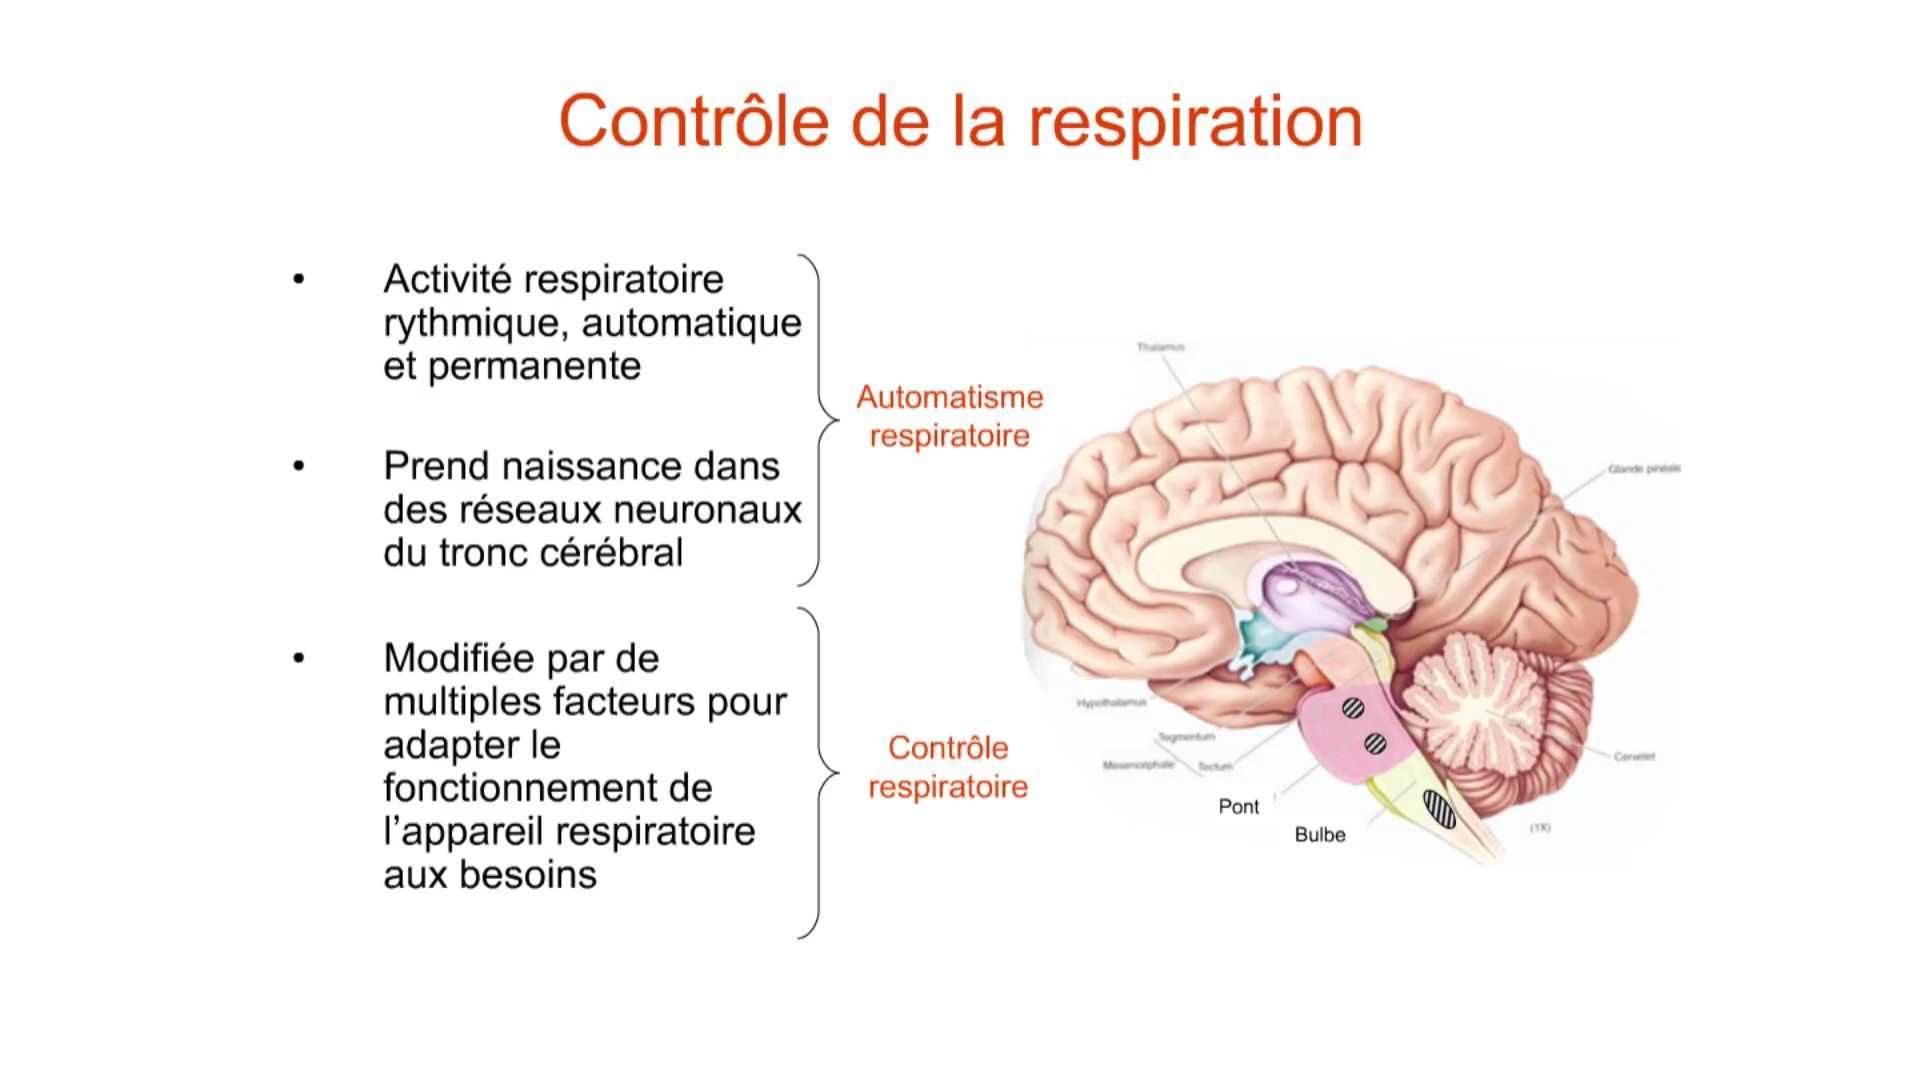 Contrôle de la respiration
• Activité respiratoire
rythmique, automatique
et permanente
• Prend naissance dans
des réseaux neuronaux
du tronc cérébral
• Modifiée par de
multiples facteurs pour
adapter le
fonctionnement de
l’appareil respiratoire
aux besoins
Automatisme
respiratoire
Contrôle
respiratoire
Thalamus
Glande pinéale
Hypothalamus
Tegmentum
Mésencéphale
Tectum
Cervelet
Pont
Bulbe
(1X)